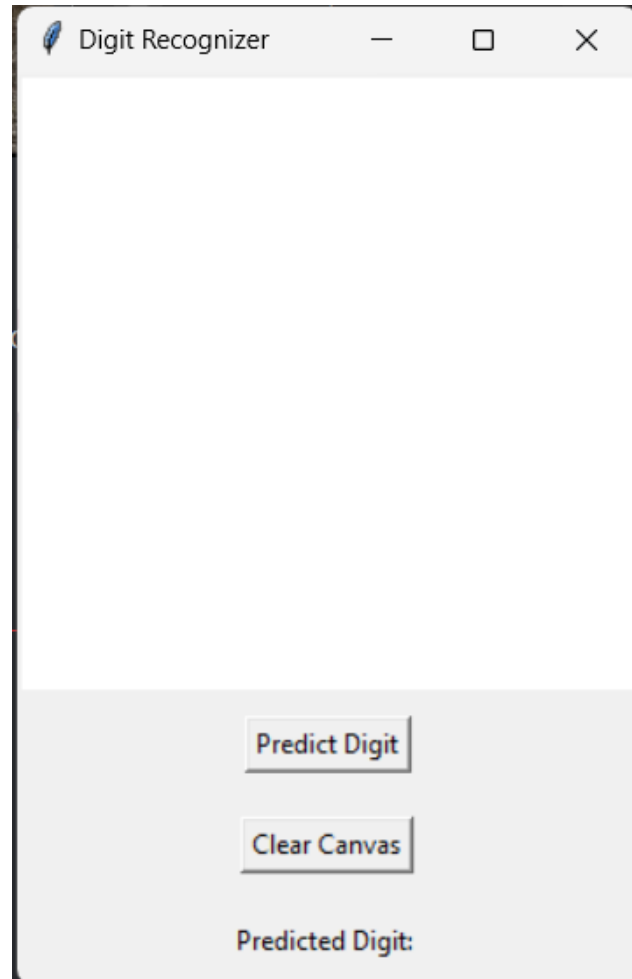 Digit Recognizer
Predict Digit
Clear Canvas
Predicted Digit: